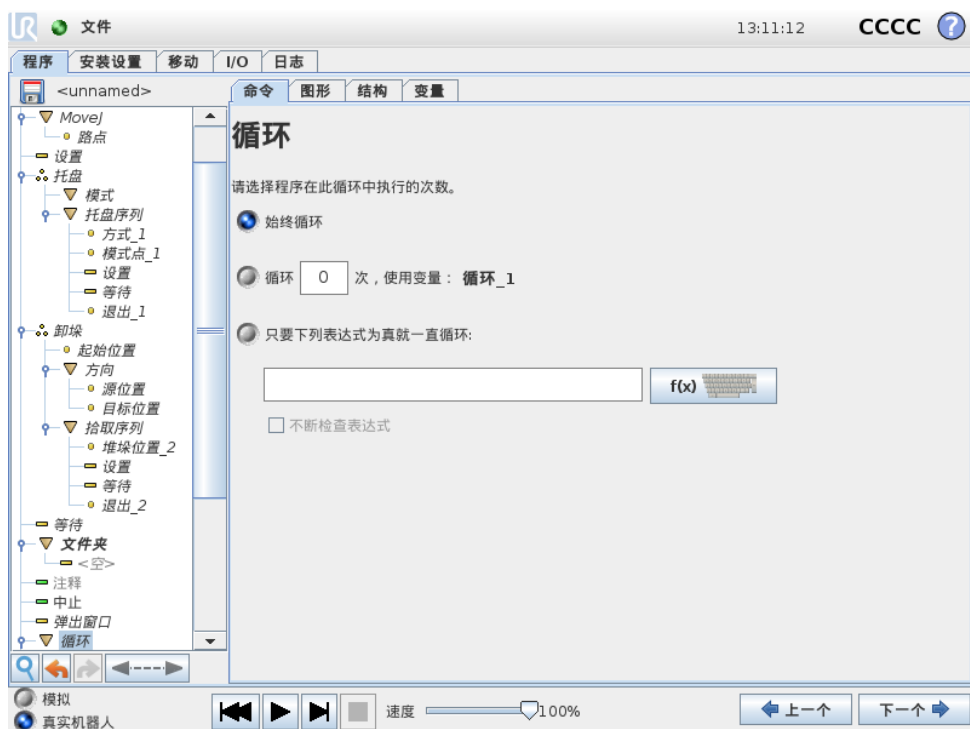 UR 文件 13:11:12 CCCC ?
程序 安装设置 移动 I/O 日志
<unnamed>
命令 图形 结构 变量
MoveJ
路点
设置
托盘
模式
托盘序列
方式_1
模式点_1
设置
等待
退出_1
卸垛
起始位置
方向
源位置
目标位置
拾取序列
堆垛位置_2
设置
等待
退出_2
等待
文件夹
<空>
注释
中止
弹出窗口
循环
循环
请选择程序在此循环中执行的次数。
始终循环
循环 0 次，使用变量： 循环_1
只要下列表达式为真就一直循环:
f(x)
不断检查表达式
模拟
真实机器人
速度 100%
上一个 下一个